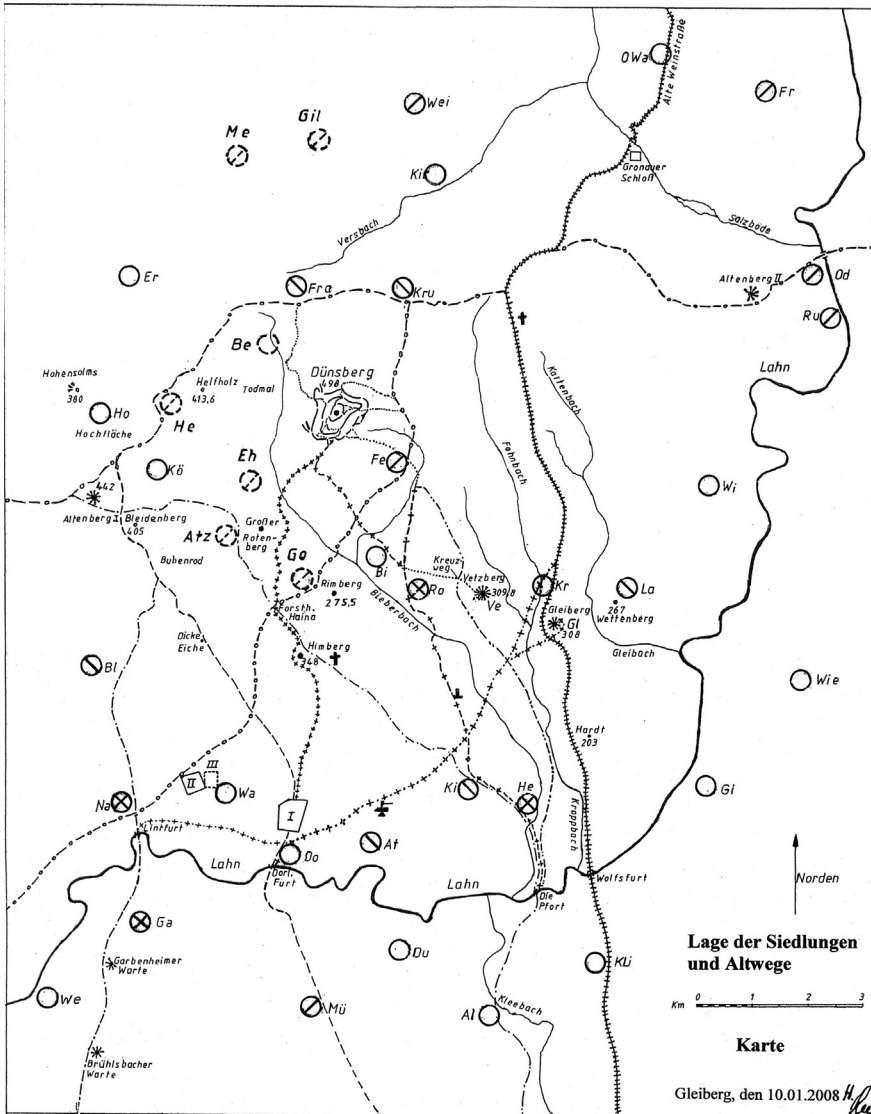 OWa
Alte Weinstraße
Fr
Wei
Gil
Me
Gronauer
Schloß
Kir
Versbach
Salzböde
Er
Altenberg II
Od
Fra
Kru
Ru
Be
Lahn
Dünsberg
498
Hohensolms
380
Helfholz
413,6
Todmal
Kattenbach
Ho
Hochfläche
He
Fohnbach
Fe
Kö
Eh
Wi
442
Altenberg I
Bleidenberg
405
Großer
Rotenberg
Atz
Buhenrod
Go
Bi
Kreuzweg
Rimberg
275,5
Ro
Vetzberg
309,8
Ve
Kr
La
267
Wettenberg
Bieberbach
Forsth.
Haina
Gleiberg
Gl
308
Dicke
Eiche
Himberg
348
Gleibach
Bl
Wie
Hardt
203
III
II
Wa
Na
I
Ki
He
Gi
Kroppbach
Lintfurt
At
Lahn
Do
Dorl.
Furt
Lahn
Wolfsfurt
Die
Pfort
Norden
Ga
Garbenheimer
Warte
Du
KLi
Lage der Siedlungen
und Altwege
We
Mü
Al
Kleebach
Km 0 1 2 3
Brühlsbacher
Warte
Karte
Gleiberg, den 10.01.2008 H.